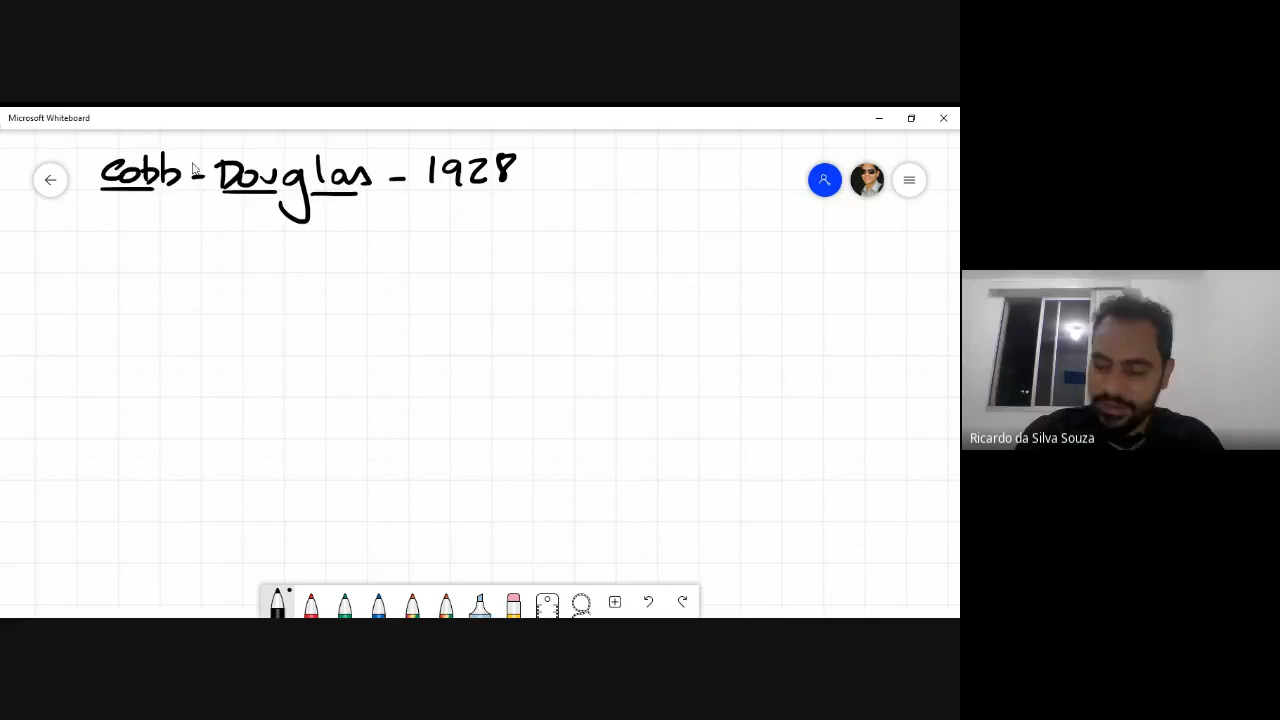 Microsoft Whiteboard
Cobb - Douglas - 1928
Ricardo da Silva Souza